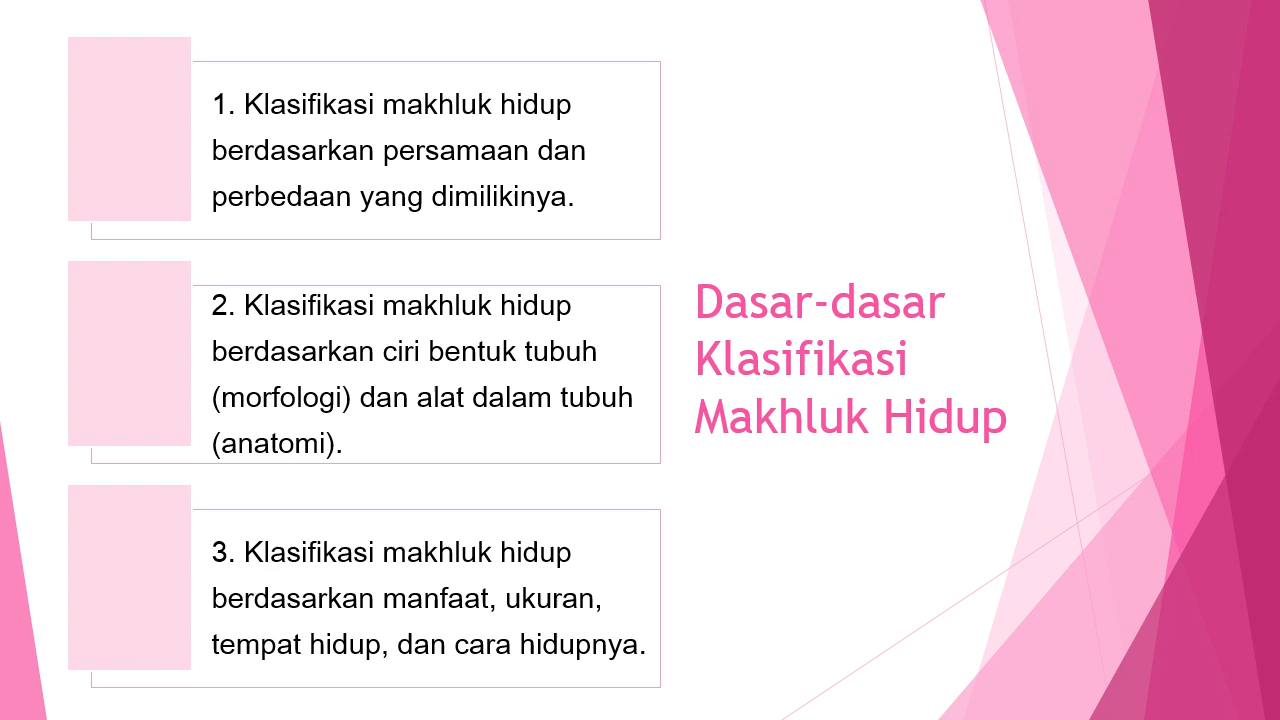 1. Klasifikasi makhluk hidup
berdasarkan persamaan dan
perbedaan yang dimilikinya.
2. Klasifikasi makhluk hidup
berdasarkan ciri bentuk tubuh
(morfologi) dan alat dalam tubuh
(anatomi).
3. Klasifikasi makhluk hidup
berdasarkan manfaat, ukuran,
tempat hidup, dan cara hidupnya.
Dasar-dasar
Klasifikasi
Makhluk Hidup